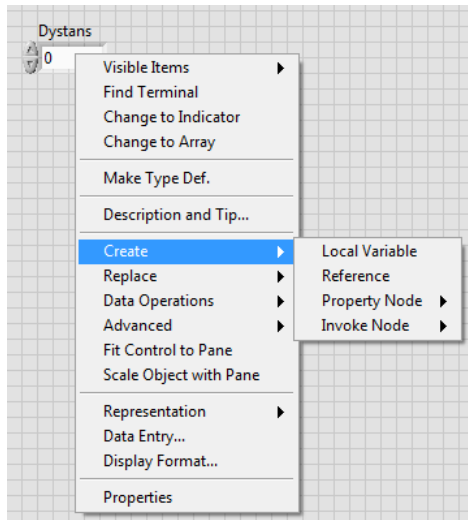 Dystans
0
Visible Items
Find Terminal
Change to Indicator
Change to Array
Make Type Def.
Description and Tip...
Create
Replace
Data Operations
Advanced
Fit Control to Pane
Scale Object with Pane
Representation
Data Entry...
Display Format...
Properties
Local Variable
Reference
Property Node
Invoke Node